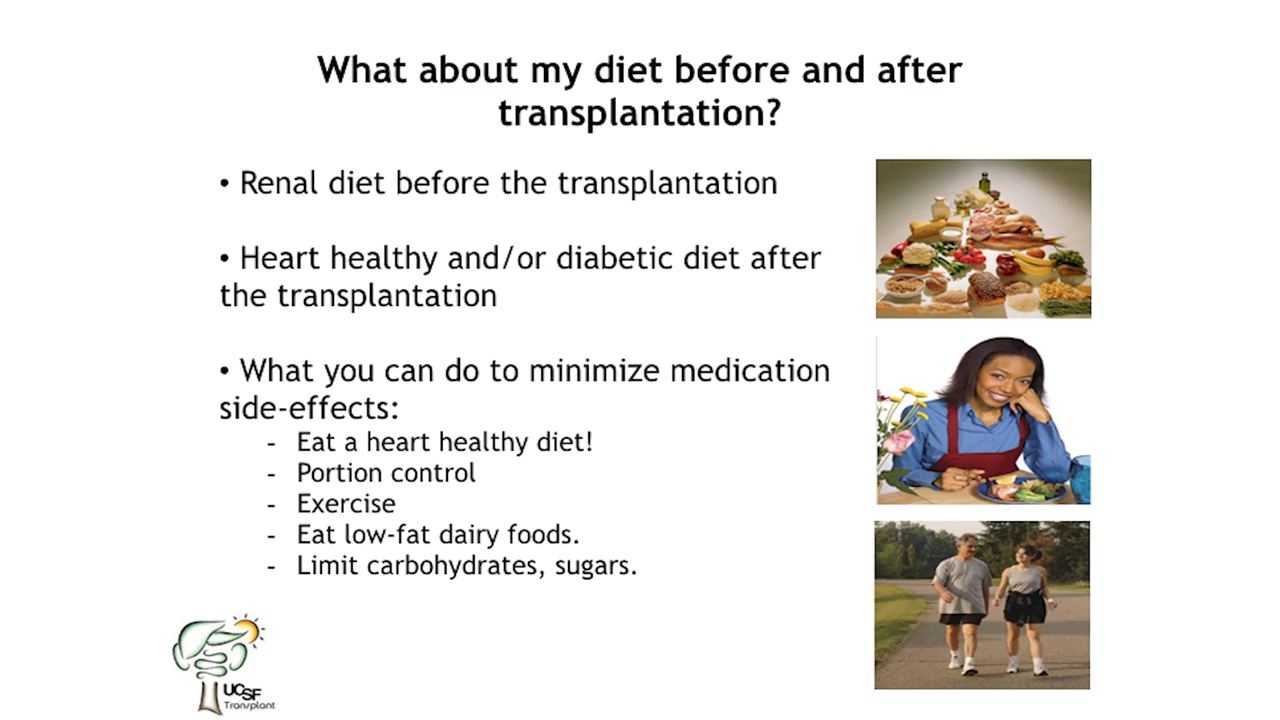 What about my diet before and after
transplantation?
• Renal diet before the transplantation
• Heart healthy and/or diabetic diet after
the transplantation
• What you can do to minimize medication
side-effects:
- Eat a heart healthy diet!
- Portion control
- Exercise
- Eat low-fat dairy foods.
- Limit carbohydrates, sugars.
UCSF
Transplant